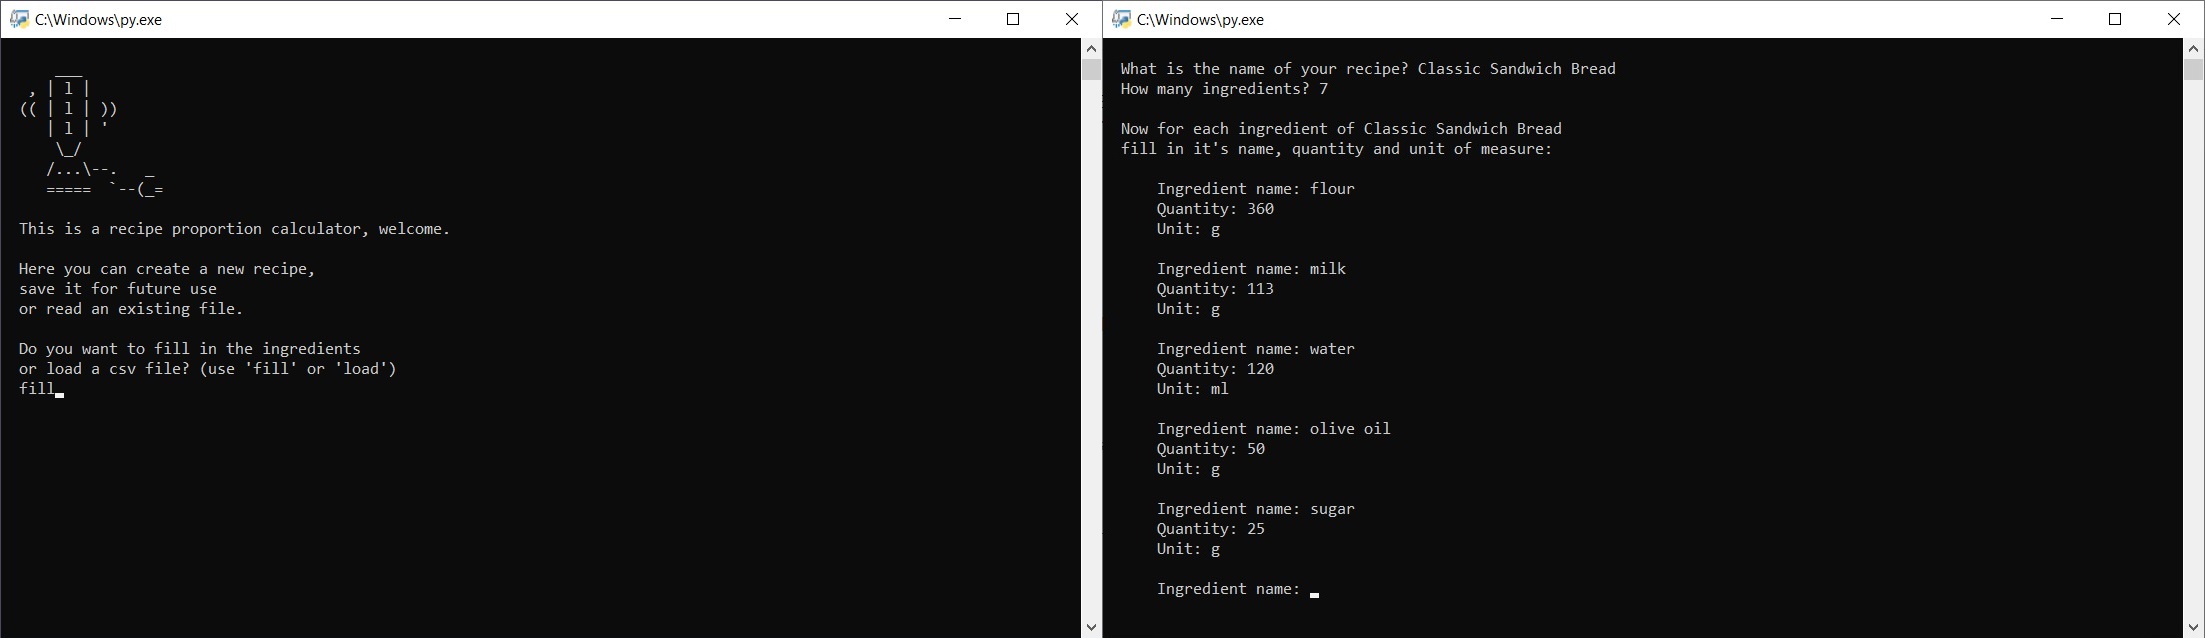 C:\Windows\py.exe
     ___
 , | l |
(( | l | ))
   | l | '
    \_/
   /...\--.   _
   =====  `--(_=
This is a recipe proportion calculator, welcome.
Here you can create a new recipe,
save it for future use
or read an existing file.
Do you want to fill in the ingredients
or load a csv file? (use 'fill' or 'load')
fill
C:\Windows\py.exe
What is the name of your recipe? Classic Sandwich Bread
How many ingredients? 7
Now for each ingredient of Classic Sandwich Bread
fill in it's name, quantity and unit of measure:
Ingredient name: flour
Quantity: 360
Unit: g
Ingredient name: milk
Quantity: 113
Unit: g
Ingredient name: water
Quantity: 120
Unit: ml
Ingredient name: olive oil
Quantity: 50
Unit: g
Ingredient name: sugar
Quantity: 25
Unit: g
Ingredient name: